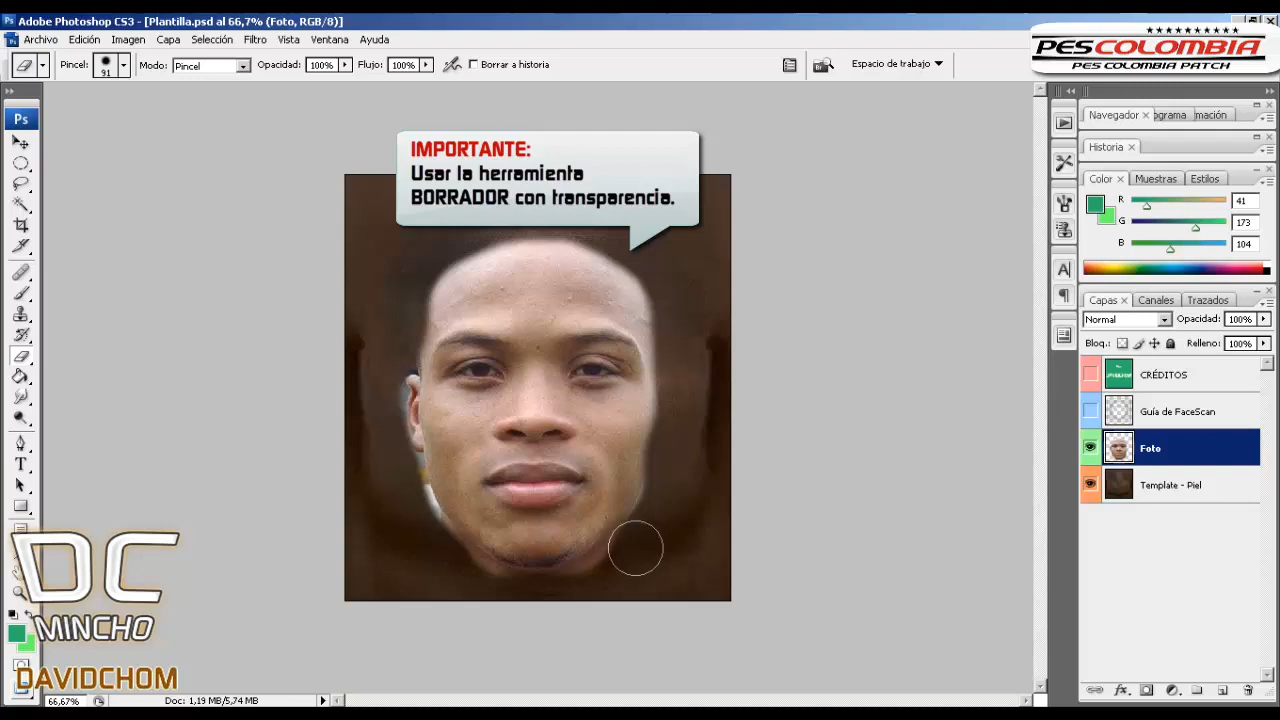 Adobe Photoshop CS3 - [Plantilla.psd al 66,7% (Foto, RGB/8)]
Archivo Edición Imagen Capa Selección Filtro Vista Ventana Ayuda
Pincel: 91 Modo: Pincel Opacidad: 100% Flujo: 100% Borrar a historia Espacio de trabajo
PESCOLOMBIA
PES COLOMBIA PATCH
Ps
IMPORTANTE:
Usar la herramienta
BORRADOR con transparencia.
Navegador × ograma mación
Historia ×
Color × Muestras Estilos
R 41
G 173
B 104
Capas × Canales Trazados
Normal Opacidad: 100%
Bloq.: Relleno: 100%
CRÉDITOS
Guía de FaceScan
Foto
Template - Piel
DC
MINCHO
DAVIDCHOM
66,67% Doc: 1,19 MB/5,74 MB